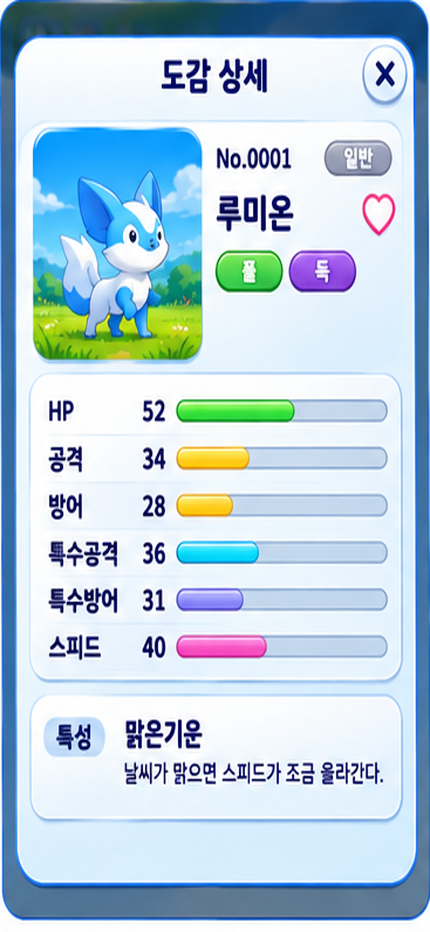 도감 상세
No.0001
일반
루미온
풀
독
HP 52
공격 34
방어 28
특수공격 36
특수방어 31
스피드 40
특성
맑온기운
날씨가 맑으면 스피드가 조금 올라간다.